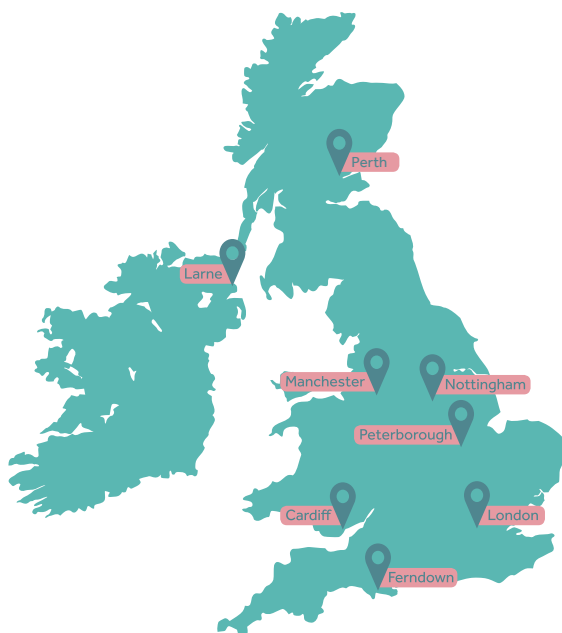 Perth
Larne
Manchester
Nottingham
Peterborough
Cardiff
London
Ferndown